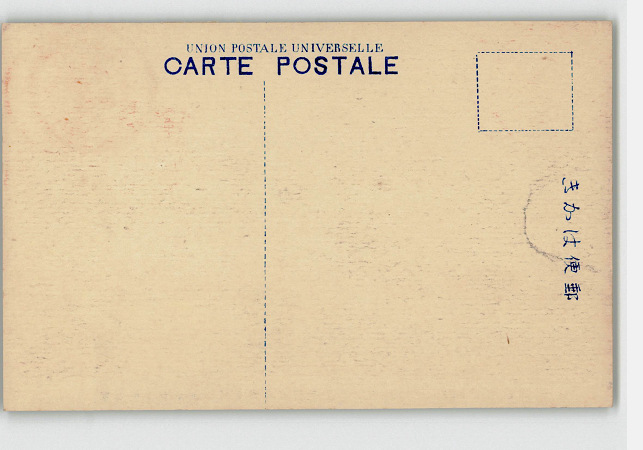 UNION POSTALE UNIVERSELLE
CARTE POSTALE
郵便はかき